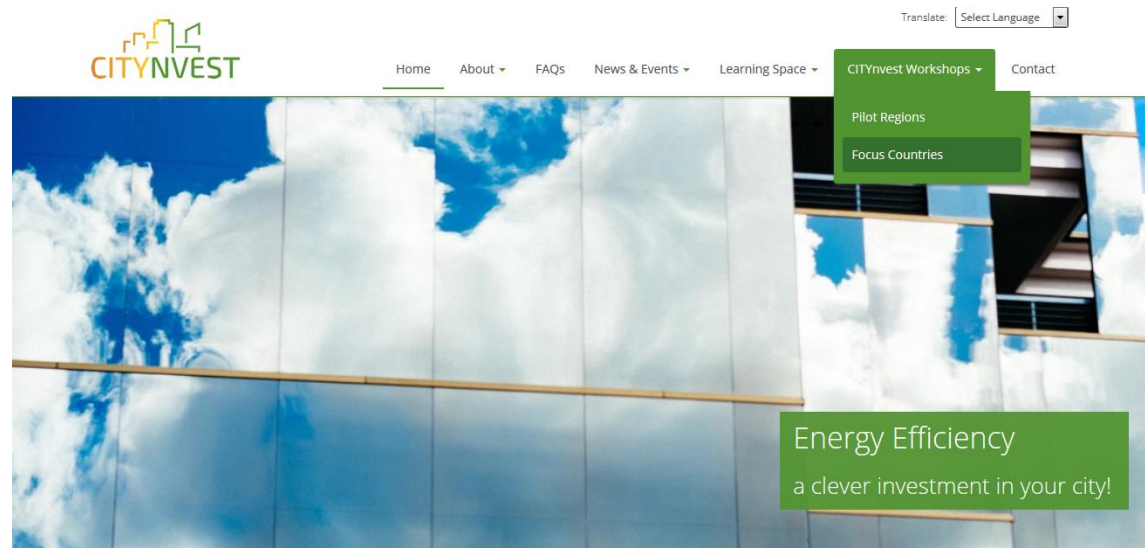 Translate: Select Language
CITYNVEST
Home About FAQs News & Events Learning Space CITYnvest Workshops Contact
Pilot Regions
Focus Countries
Energy Efficiency
a clever investment in your city!